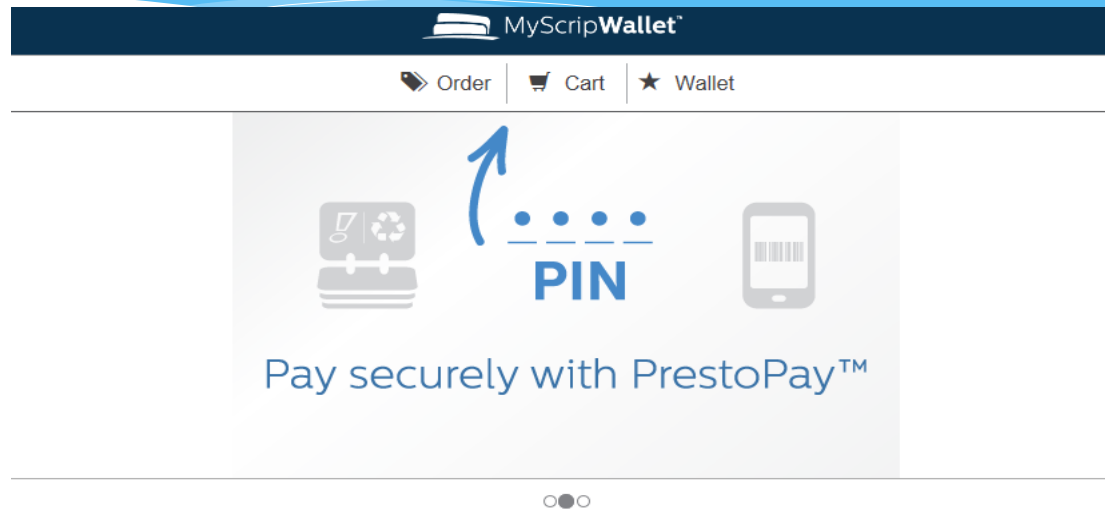 MyScripWallet™
Order Cart Wallet
PIN
Pay securely with PrestoPay™